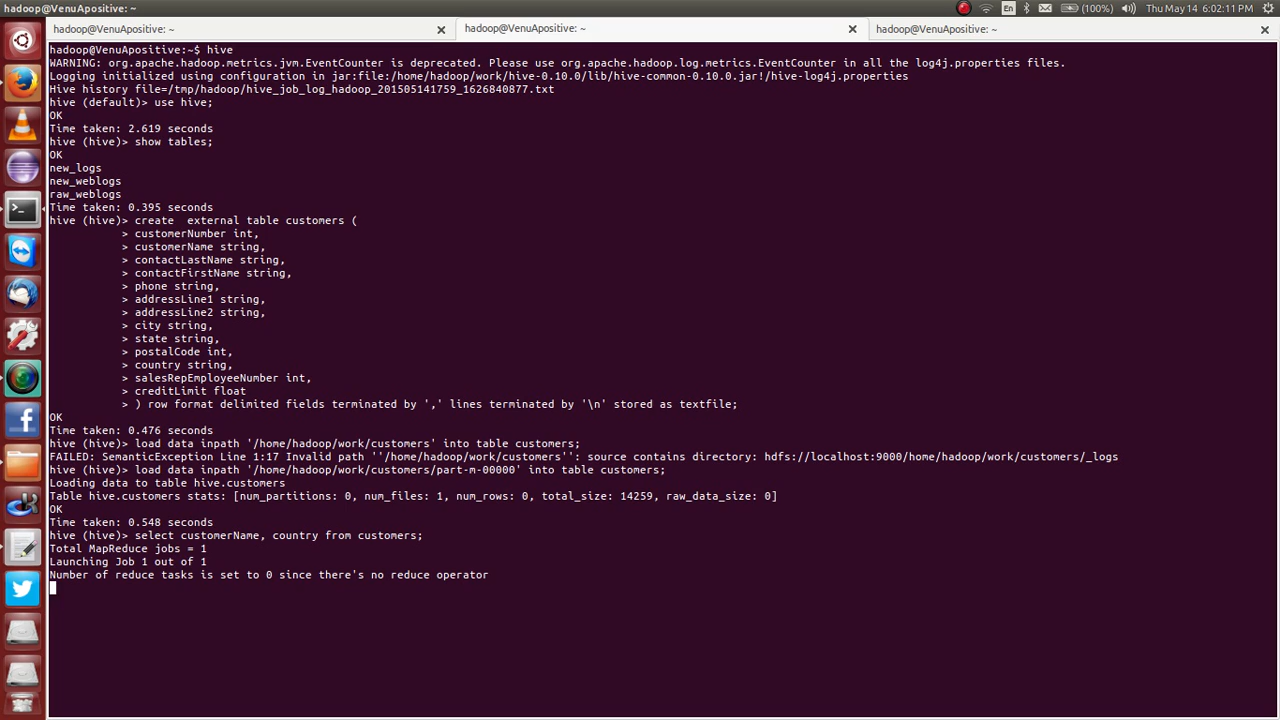 hadoop@VenuApositive: ~
En
(100%)
Thu May 14 6:02:11 PM
hadoop@VenuApositive: ~
hadoop@VenuApositive: ~
hadoop@VenuApositive: ~
hadoop@VenuApositive:~$ hive
WARNING: org.apache.hadoop.metrics.jvm.EventCounter is deprecated. Please use org.apache.hadoop.log.metrics.EventCounter in all the log4j.properties files.
Logging initialized using configuration in jar:file:/home/hadoop/work/hive-0.10.0/lib/hive-common-0.10.0.jar!/hive-log4j.properties
Hive history file=/tmp/hadoop/hive_job_log_hadoop_201505141759_1626840877.txt
hive (default)> use hive;
OK
Time taken: 2.619 seconds
hive (hive)> show tables;
OK
new_logs
new_weblogs
raw_weblogs
Time taken: 0.395 seconds
hive (hive)> create  external table customers (
> customerNumber int,
> customerName string,
> contactLastName string,
> contactFirstName string,
> phone string,
> addressLine1 string,
> addressLine2 string,
> city string,
> state string,
> postalCode int,
> country string,
> salesRepEmployeeNumber int,
> creditLimit float
> ) row format delimited fields terminated by ',' lines terminated by '\n' stored as textfile;
OK
Time taken: 0.476 seconds
hive (hive)> load data inpath '/home/hadoop/work/customers' into table customers;
FAILED: SemanticException Line 1:17 Invalid path ''/home/hadoop/work/customers'': source contains directory: hdfs://localhost:9000/home/hadoop/work/customers/_logs
hive (hive)> load data inpath '/home/hadoop/work/customers/part-m-00000' into table customers;
Loading data to table hive.customers
Table hive.customers stats: [num_partitions: 0, num_files: 1, num_rows: 0, total_size: 14259, raw_data_size: 0]
OK
Time taken: 0.548 seconds
hive (hive)> select customerName, country from customers;
Total MapReduce jobs = 1
Launching Job 1 out of 1
Number of reduce tasks is set to 0 since there's no reduce operator